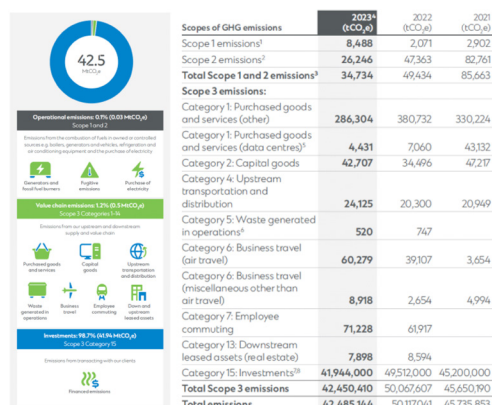 42.5
MtCO₂e
Operational emissions: 0.1% (0.03 MtCO₂e)
Scope 1 and 2
Emissions from the combustion of fuels in owned or controlled
sources e.g. boilers, generators and vehicles, refrigeration and
air conditioning equipment and the purchase of electricity
Generators and
food fuel burners
Fugitive
emissions
Purchase of
electricity
Value chain emissions: 1.2% (0.5 MtCO₂e)
Scope 3 Categories 1-14
Emissions from our upstream and downstream
supply and value chain
Purchased goods
and services
Capital
goods
Upstream
transportation
and distribution
Waste
generated in
operations
Business
travel
Employee
commuting
Down and
upstream
leased assets
Investments: 98.7% (41.94 MtCO₂e)
Scope 3 Category 15
Emissions from transacting with our clients
Financed emissions
Scopes of GHG emissions 2023⁴ (tCO₂e) 2022 (tCO₂e) 2021 (tCO₂e)
Scope 1 emissions¹ 8,488 2,071 2,902
Scope 2 emissions² 26,246 47,363 82,761
Total Scope 1 and 2 emissions³ 34,734 49,434 85,663
Scope 3 emissions:
Category 1: Purchased goods
and services (other) 286,304 380,732 330,224
Category 1: Purchased goods
and services (data centres)⁵ 4,431 7,060 43,132
Category 2: Capital goods 42,707 34,496 47,217
Category 4: Upstream
transportation and
distribution 24,125 20,300 20,949
Category 5: Waste generated
in operations⁶ 520 747
Category 6: Business travel
(air travel) 60,279 39,107 3,654
Category 6: Business travel
(miscellaneous other than
air travel) 8,918 2,654 4,994
Category 7: Employee
commuting 71,228 61,917
Category 13: Downstream
leased assets (real estate) 7,898 8,594
Category 15: Investments⁷˒⁸ 41,944,000 49,512,000 45,200,000
Total Scope 3 emissions 42,450,410 50,067,607 45,650,190
Total emissions 42,485,144 50,117,041 45,735,853